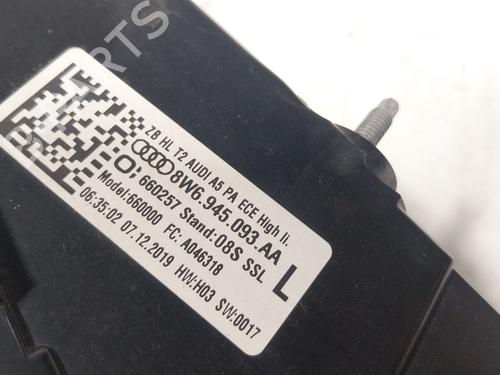 PARTS
ZB HL T2 AUDI A5 PA ECE High li.
8W6.945.093.AA
O; 660257 Stand:08S SSL
Model:660000 FC: A046318
06:35:02 07.12.2019 HW:H03 SW:0017
L